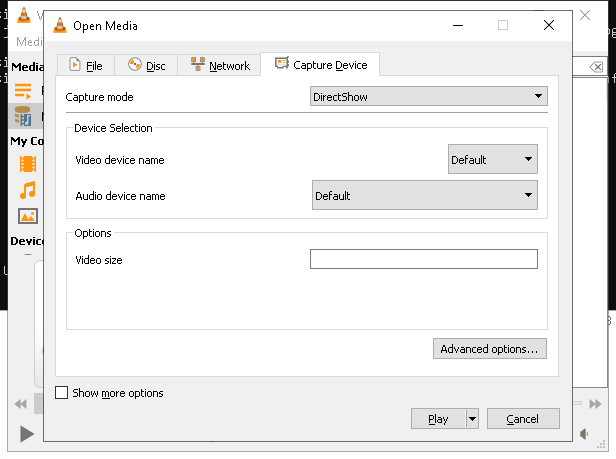 V
Open Media
Medi
File
Disc
Network
Capture Device
Media
Capture mode
DirectShow
Device Selection
Video device name
Default
My Co
Audio device name
Default
Options
Device
Video size
Advanced options...
Show more options
Play
Cancel